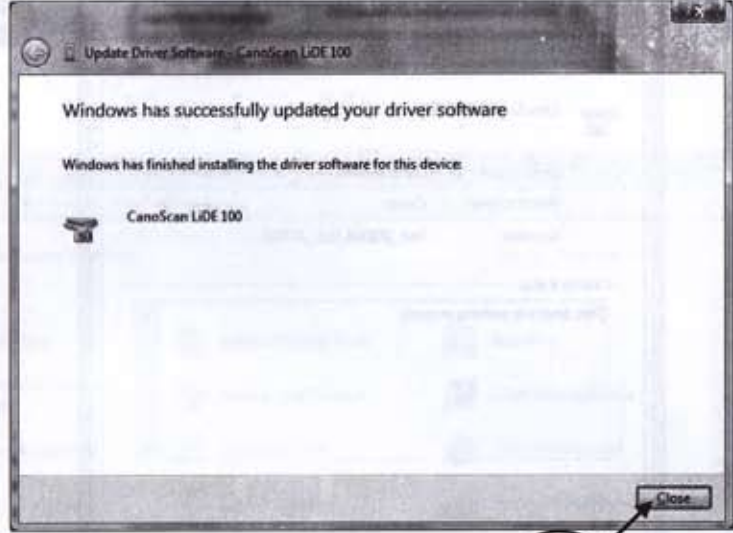 Update Driver Software - CanoScan LiDE 100
Windows has successfully updated your driver software
Windows has finished installing the driver software for this device:
CanoScan LiDE 100
Close